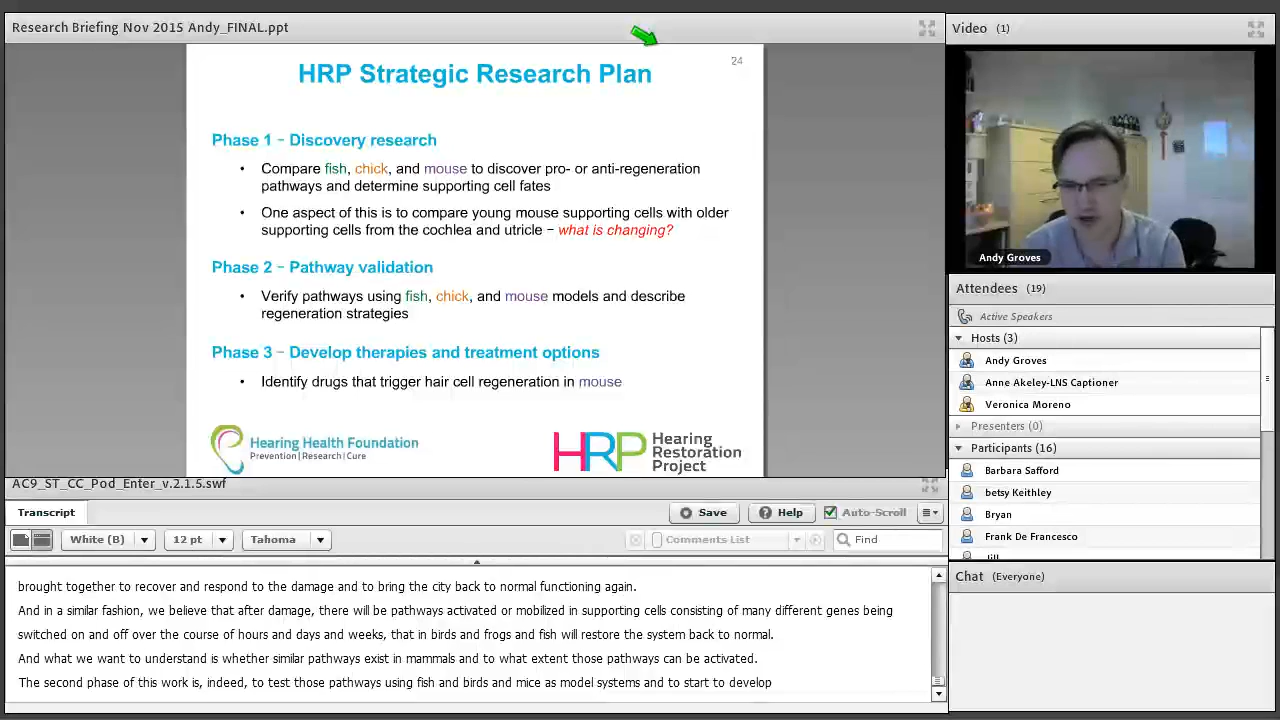 Research Briefing Nov 2015 Andy_FINAL.ppt
24
HRP Strategic Research Plan
Phase 1 – Discovery research
• Compare fish, chick, and mouse to discover pro- or anti-regeneration
pathways and determine supporting cell fates
• One aspect of this is to compare young mouse supporting cells with older
supporting cells from the cochlea and utricle – what is changing?
Phase 2 – Pathway validation
• Verify pathways using fish, chick, and mouse models and describe
regeneration strategies
Phase 3 – Develop therapies and treatment options
• Identify drugs that trigger hair cell regeneration in mouse
Hearing Health Foundation
Prevention|Research|Cure
HRP Hearing
Restoration
Project
Video (1)
Andy Groves
Attendees (19)
Active Speakers
Hosts (3)
Andy Groves
Anne Akeley-LNS Captioner
Veronica Moreno
Presenters (0)
Participants (16)
Barbara Safford
betsy Keithley
Bryan
Frank De Francesco
Jill
Chat (Everyone)
AC9_ST_CC_Pod_Enter_v.2.1.5.swf
Transcript
Save
Help
Auto-Scroll
White (B)
12 pt
Tahoma
Comments List
Find
brought together to recover and respond to the damage and to bring the city back to normal functioning again.
And in a similar fashion, we believe that after damage, there will be pathways activated or mobilized in supporting cells consisting of many different genes being
switched on and off over the course of hours and days and weeks, that in birds and frogs and fish will restore the system back to normal.
And what we want to understand is whether similar pathways exist in mammals and to what extent those pathways can be activated.
The second phase of this work is, indeed, to test those pathways using fish and birds and mice as model systems and to start to develop